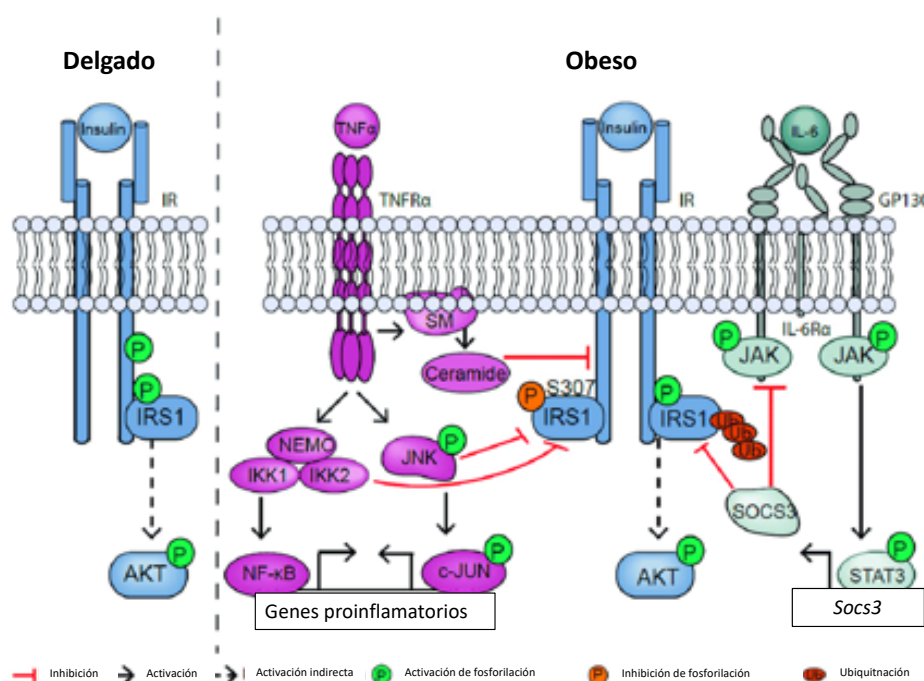 Delgado
Obeso
Insulin
TNFα
Insulin
IL-6
IR
TNFRα
IR
GP130
SM
IL-6Rα
P
P
JAK
P
JAK
P
Ceramide
S307
P
IRS1
P
IRS1
P
IRS1
Ub
Ub
Ub
NEMO
IKK1
IKK2
JNK
P
SOCS3
AKT
P
NF-κB
c-JUN
P
AKT
P
STAT3
P
Genes proinflamatorios
Socs3
Inhibición
Activación
Activación indirecta
P
Activación de fosforilación
P
Inhibición de fosforilación
Ub
Ubiquitnación